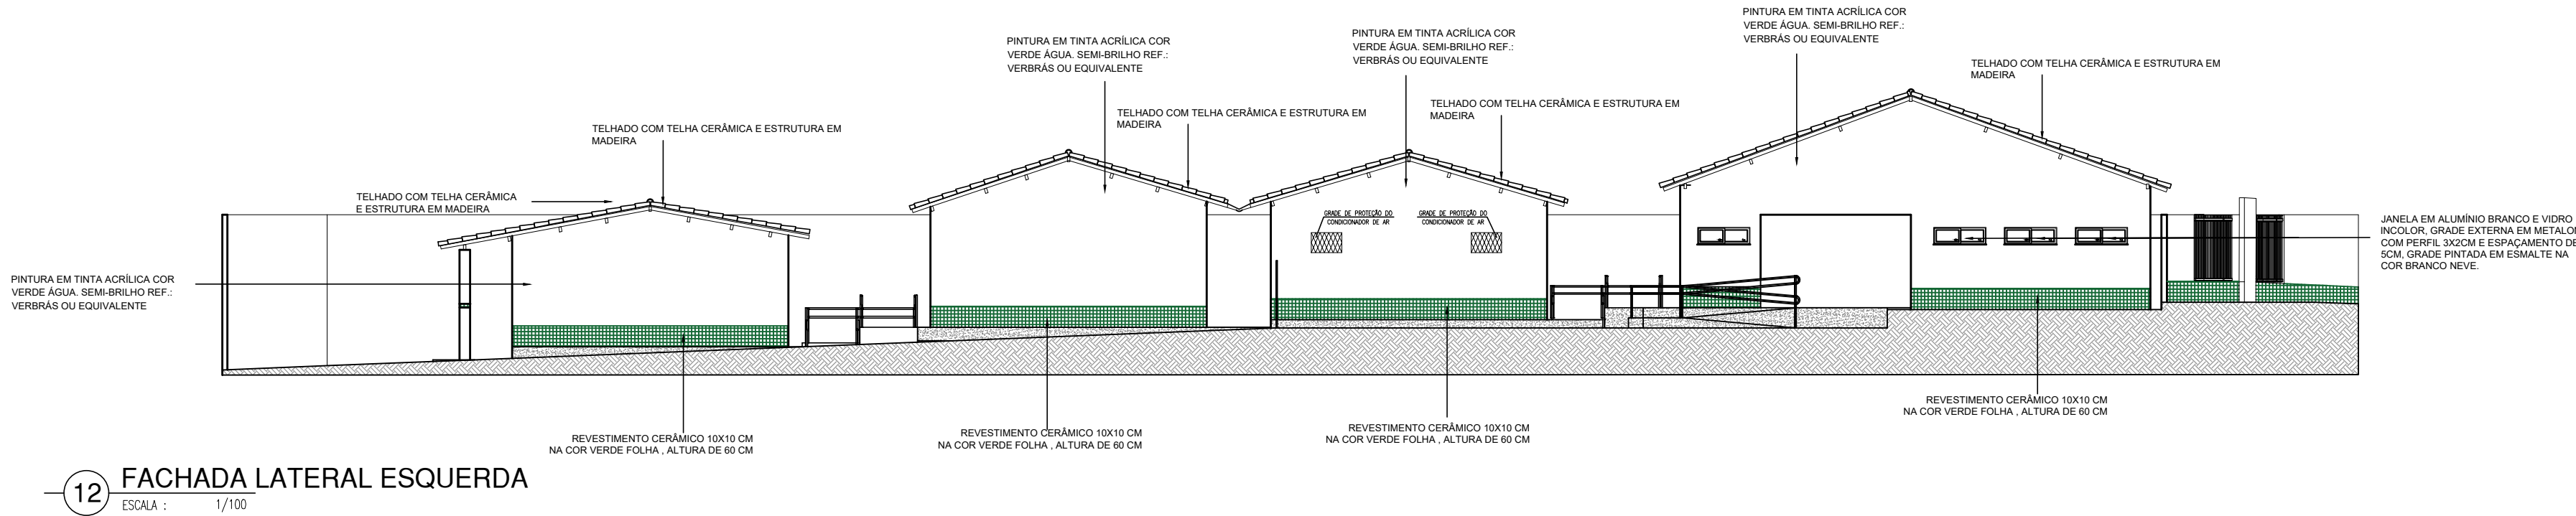 PINTURA EM TINTA ACRÍLICA COR
VERDE ÁGUA. SEMI-BRILHO REF.:
VERBRÁS OU EQUIVALENTE
TELHADO COM TELHA CERÂMICA
E ESTRUTURA EM MADEIRA
TELHADO COM TELHA CERÂMICA E ESTRUTURA EM
MADEIRA
PINTURA EM TINTA ACRÍLICA COR
VERDE ÁGUA. SEMI-BRILHO REF.:
VERBRÁS OU EQUIVALENTE
TELHADO COM TELHA CERÂMICA E ESTRUTURA EM
MADEIRA
PINTURA EM TINTA ACRÍLICA COR
VERDE ÁGUA. SEMI-BRILHO REF.:
VERBRÁS OU EQUIVALENTE
TELHADO COM TELHA CERÂMICA E ESTRUTURA EM
MADEIRA
GRADE DE PROTEÇÃO DO
CONDICIONADOR DE AR
GRADE DE PROTEÇÃO DO
CONDICIONADOR DE AR
PINTURA EM TINTA ACRÍLICA COR
VERDE ÁGUA. SEMI-BRILHO REF.:
VERBRÁS OU EQUIVALENTE
TELHADO COM TELHA CERÂMICA E ESTRUTURA EM
MADEIRA
JANELA EM ALUMÍNIO BRANCO E VIDRO
INCOLOR, GRADE EXTERNA EM METALON
COM PERFIL 3X2CM E ESPAÇAMENTO DE
5CM, GRADE PINTADA EM ESMALTE NA
COR BRANCO NEVE.
REVESTIMENTO CERÂMICO 10X10 CM
NA COR VERDE FOLHA , ALTURA DE 60 CM
REVESTIMENTO CERÂMICO 10X10 CM
NA COR VERDE FOLHA , ALTURA DE 60 CM
REVESTIMENTO CERÂMICO 10X10 CM
NA COR VERDE FOLHA , ALTURA DE 60 CM
REVESTIMENTO CERÂMICO 10X10 CM
NA COR VERDE FOLHA , ALTURA DE 60 CM
12 FACHADA LATERAL ESQUERDA
ESCALA : 1/100